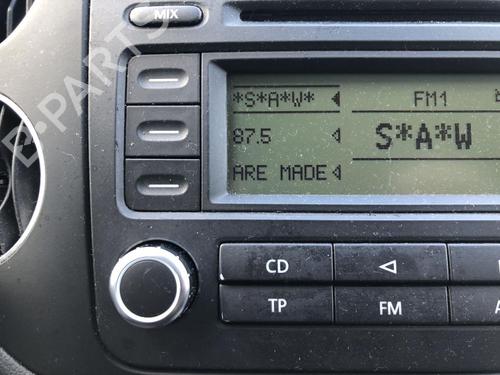 MIX
*S*A*W*
FM1
87.5
S*A*W
ARE MADE
CD
TP
FM
E-PARTS